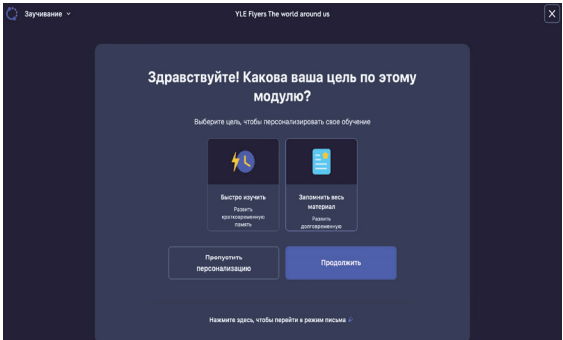 Заучивание
YLE Flyers The world around us
Здравствуйте! Какова ваша цель по этому
модулю?
Выберите цель, чтобы персонализировать свое обучение
Быстро изучить
Развить
кратковременную
память
Запомнить весь
материал
Развить
долговременную
Пропустить
персонализацию
Продолжить
Нажмите здесь, чтобы перейти в режим письма